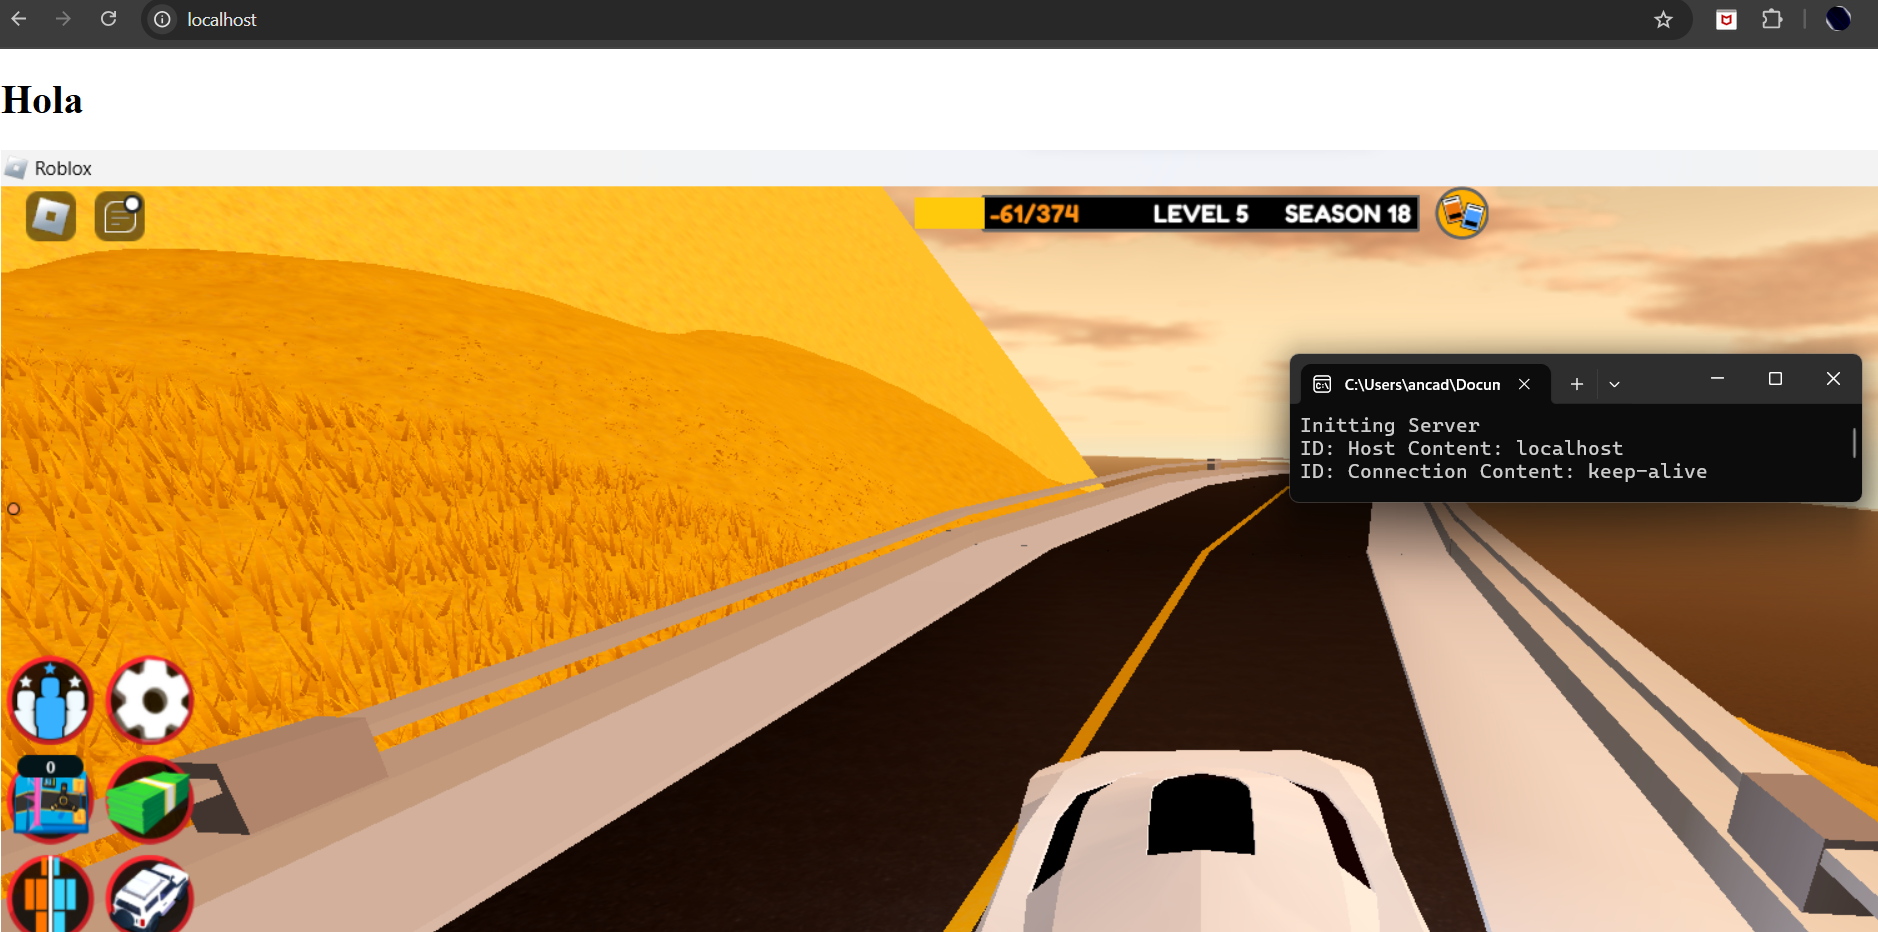 localhost
Hola
Roblox
-61/374 LEVEL 5 SEASON 18
C:\Users\ancad\Docun
Initting Server
ID: Host Content: localhost
ID: Connection Content: keep-alive
0